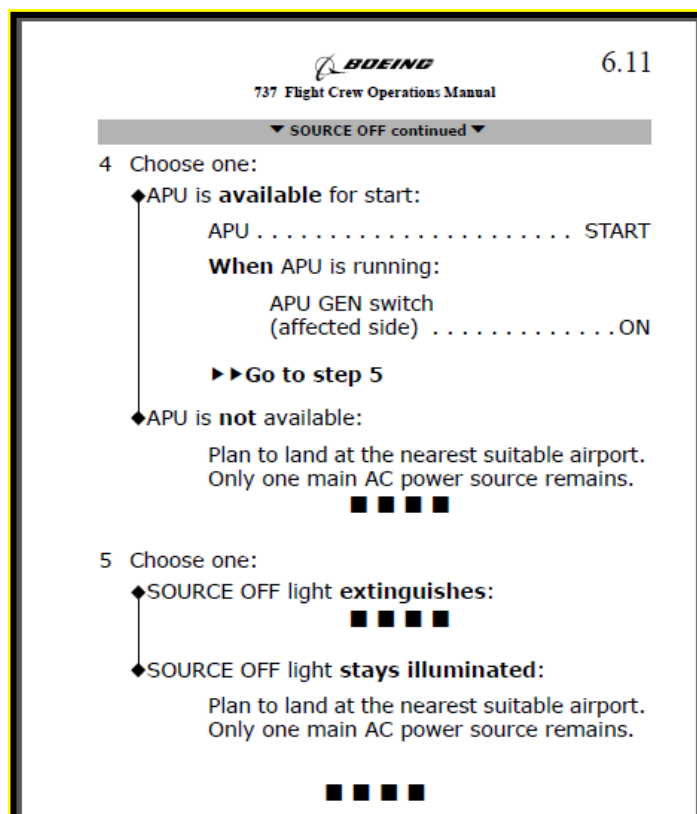 BOEING
6.11
737 Flight Crew Operations Manual
▼ SOURCE OFF continued ▼
4 Choose one:
◆APU is available for start:
APU . . . . . . . . . . . . . . . . . . . . . . START
When APU is running:
APU GEN switch
(affected side) . . . . . . . . . . . . . ON
▶▶Go to step 5
◆APU is not available:
Plan to land at the nearest suitable airport.
Only one main AC power source remains.
■ ■ ■ ■
5 Choose one:
◆SOURCE OFF light extinguishes:
■ ■ ■ ■
◆SOURCE OFF light stays illuminated:
Plan to land at the nearest suitable airport.
Only one main AC power source remains.
■ ■ ■ ■